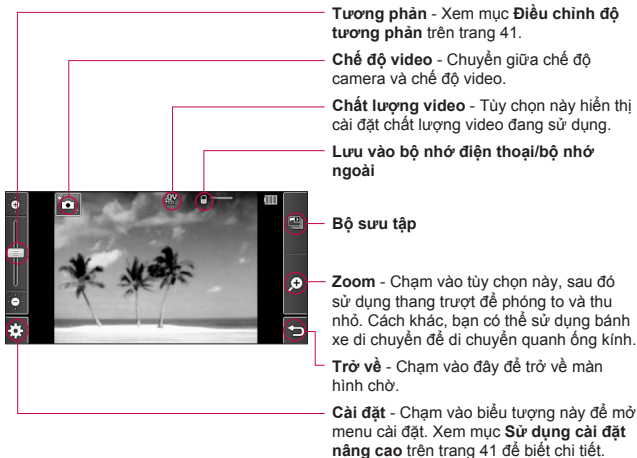 Tương phản - Xem mục Điều chỉnh độ
tương phản trên trang 41.
Chế độ video - Chuyển giữa chế độ
camera và chế độ video.
Chất lượng video - Tùy chọn này hiển thị
cài đặt chất lượng video đang sử dụng.
Lưu vào bộ nhớ điện thoại/bộ nhớ
ngoài
Bộ sưu tập
Zoom - Chạm vào tùy chọn này, sau đó
sử dụng thang trượt để phóng to và thu
nhỏ. Cách khác, bạn có thể sử dụng bánh
xe di chuyển để di chuyển quanh ống kính.
Trở về - Chạm vào đây để trở về màn
hình chờ.
Cài đặt - Chạm vào biểu tượng này để mở
menu cài đặt. Xem mục Sử dụng cài đặt
nâng cao trên trang 41 để biết chi tiết.